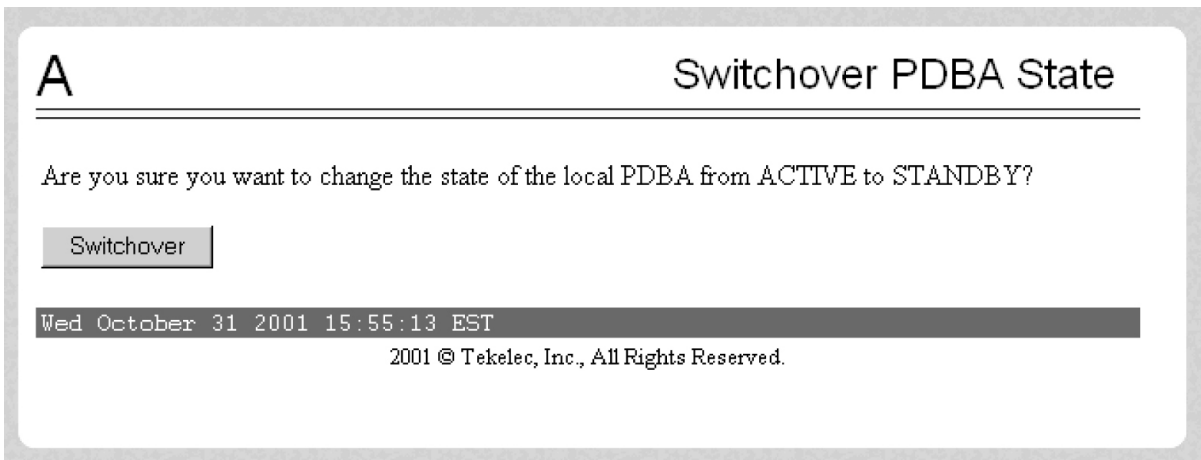 A
Switchover PDBA State
Are you sure you want to change the state of the local PDBA from ACTIVE to STANDBY?
Switchover
Wed October 31 2001 15:55:13 EST
2001 © Tekelec, Inc., All Rights Reserved.